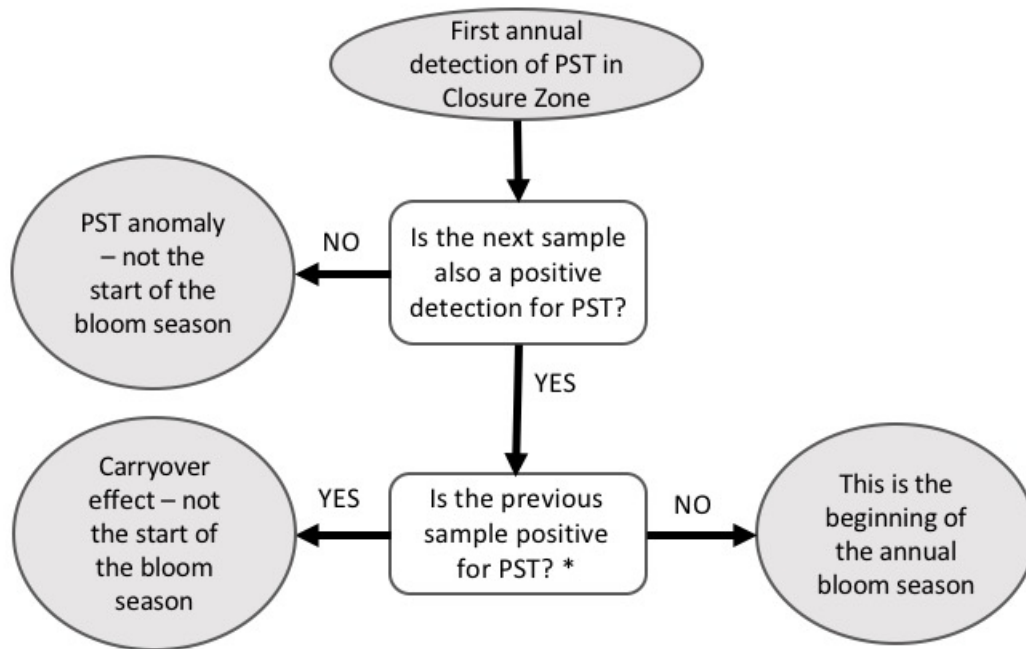 First annual
detection of PST in
Closure Zone
PST anomaly
– not the
start of the
bloom season
NO
Is the next sample
also a positive
detection for PST?
YES
Carryover
effect – not
the start of
the bloom
season
YES
Is the previous
sample positive
for PST? *
NO
This is the
beginning of
the annual
bloom season